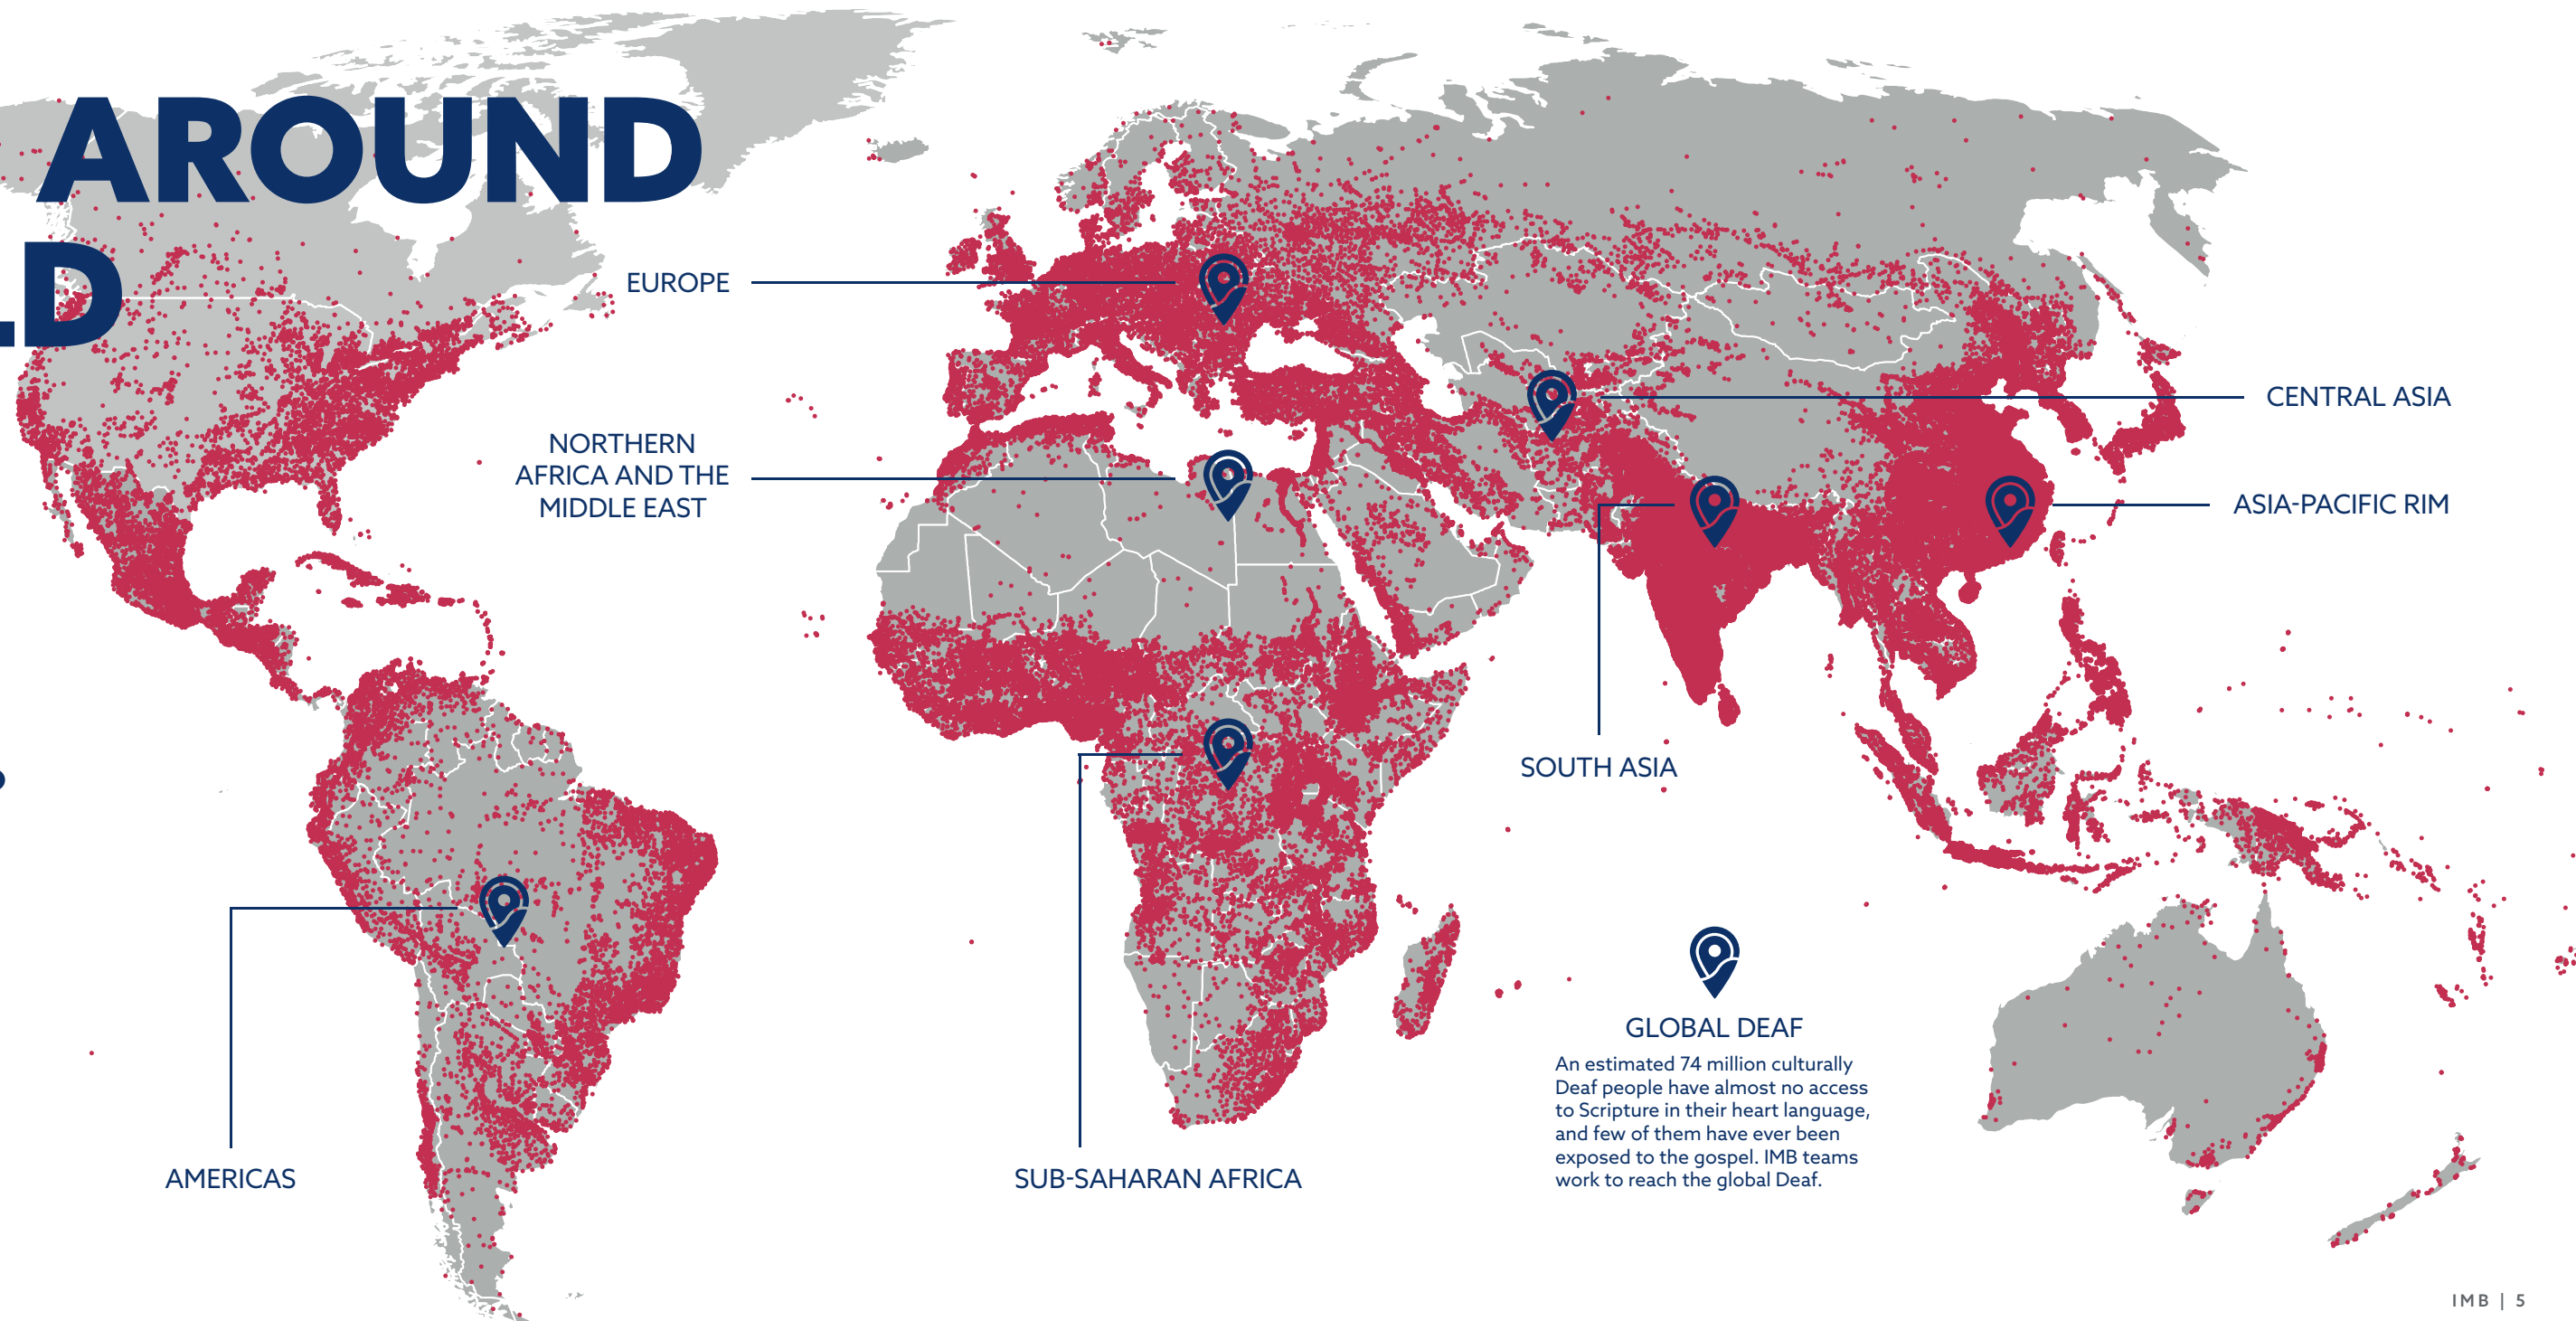 AROUND
LD
EUROPE
CENTRAL ASIA
NORTHERN
AFRICA AND THE
MIDDLE EAST
ASIA-PACIFIC RIM
SOUTH ASIA
GLOBAL DEAF
An estimated 74 million culturally
Deaf people have almost no access
to Scripture in their heart language,
and few of them have ever been
exposed to the gospel. IMB teams
work to reach the global Deaf.
AMERICAS
SUB-SAHARAN AFRICA
IMB | 5